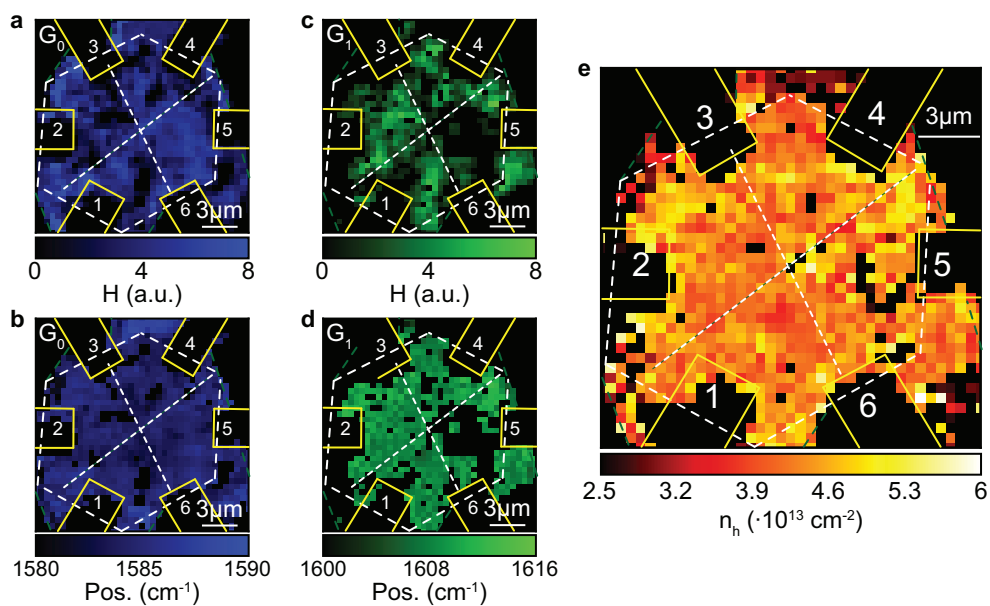 a
G0
3
4
2
5
1
6
3μm
0 4 8
H (a.u.)
c
G1
3
4
2
5
1
6
3μm
0 4 8
H (a.u.)
b
G0
3
4
2
5
1
6
3μm
1580 1585 1590
Pos. (cm-1)
d
G1
3
4
2
5
1
6
3μm
1600 1608 1616
Pos. (cm-1)
e
3
4
3μm
2
5
1
6
2.5 3.2 3.9 4.6 5.3 6
nh (·10^13 cm-2)